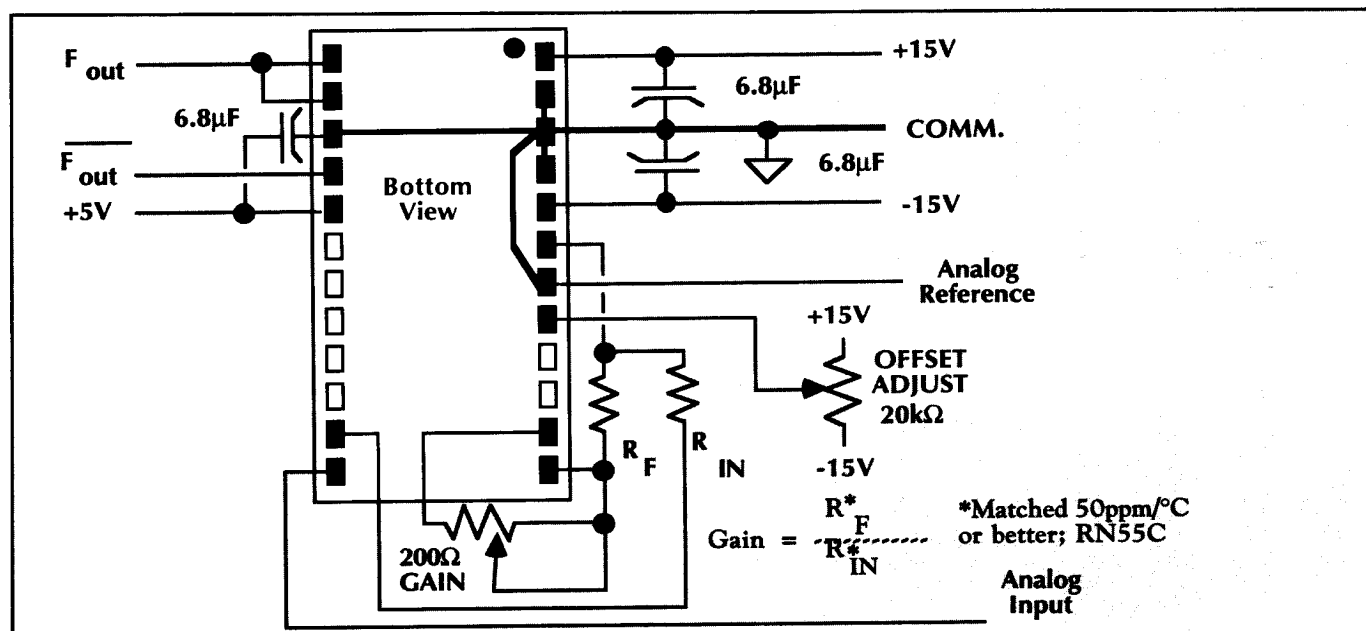 F out
6.8µF
F out
+5V
Bottom
View
+15V
6.8µF
COMM.
6.8µF
-15V
Analog
Reference
+15V
OFFSET
ADJUST
20kΩ
-15V
R F
R IN
200Ω
GAIN
Gain = R*F
R*IN
*Matched 50ppm/°C
or better; RN55C
Analog
Input